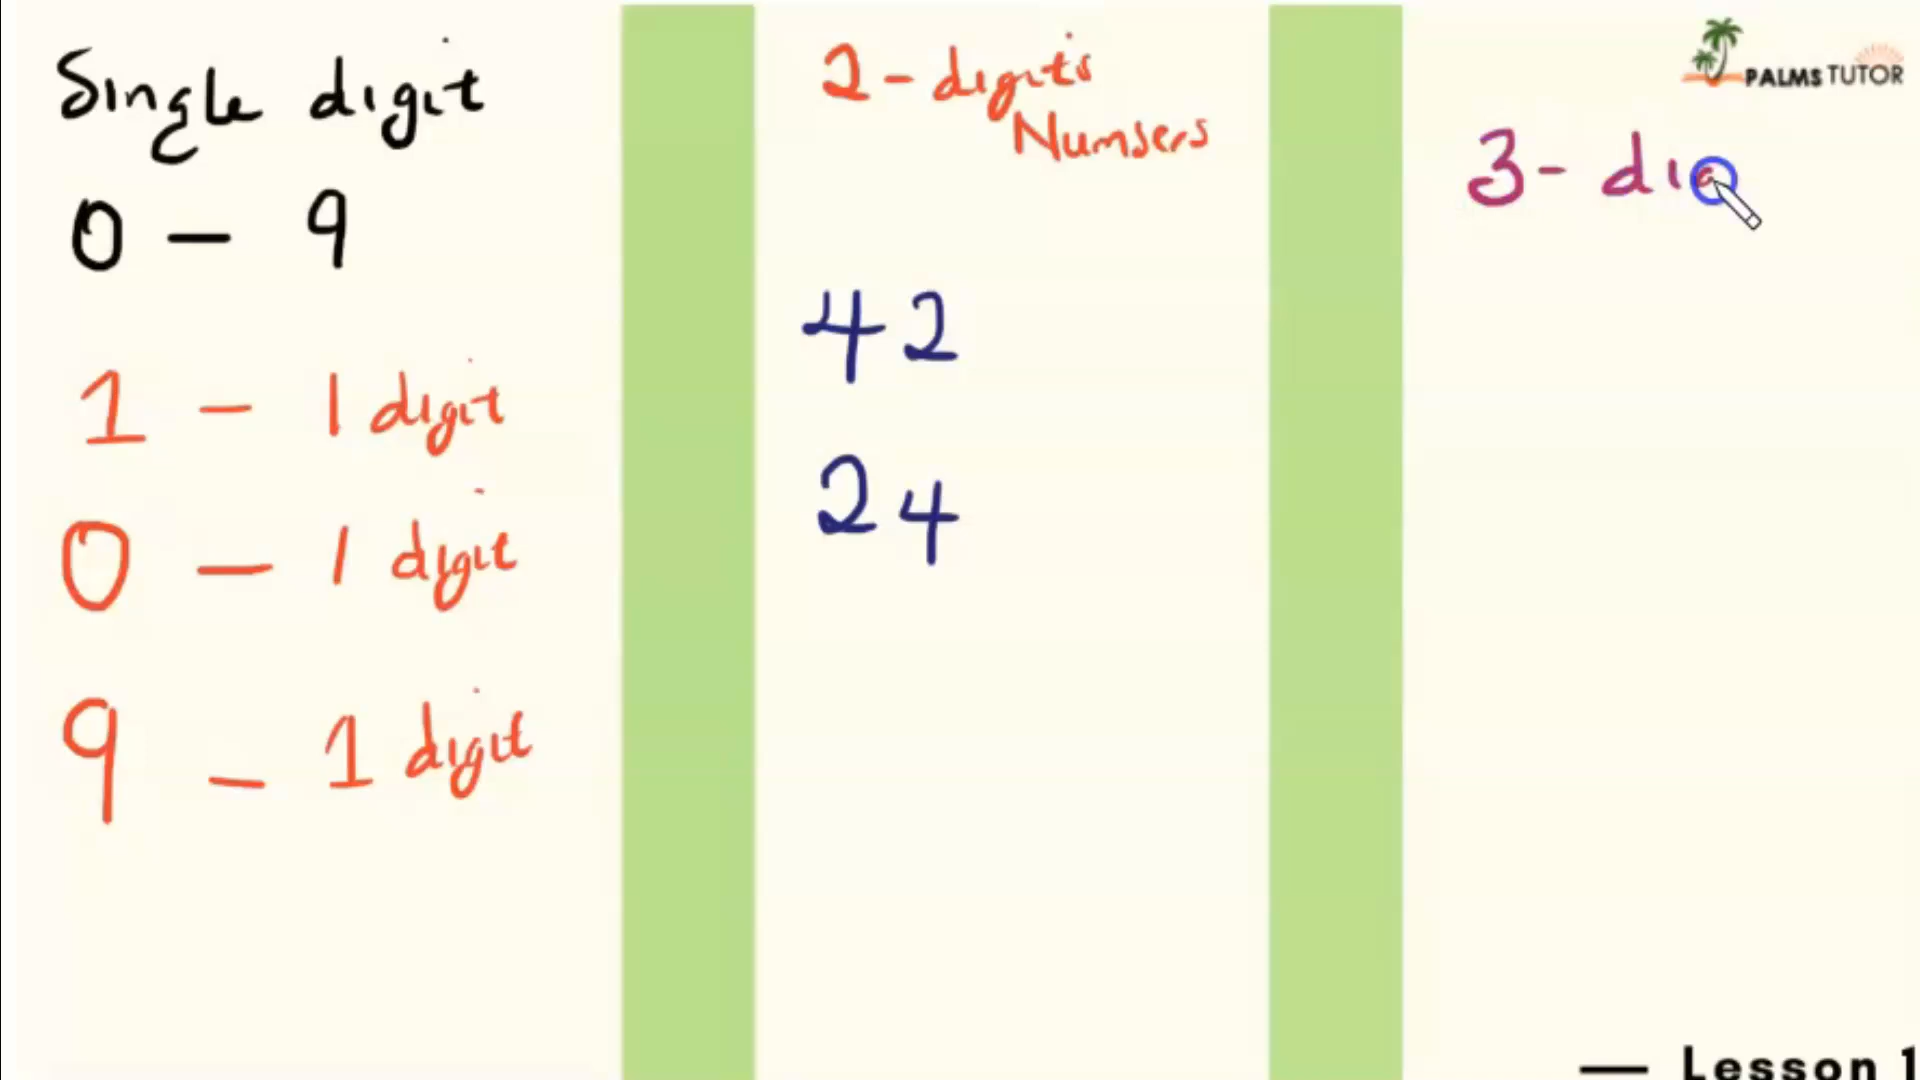 Single digit
0 – 9
1 – 1 digit
0 – 1 digit
9 – 1 digit
2 - digits
Numbers
42
24
PALMS TUTOR
3 - dig
— Lesson 1